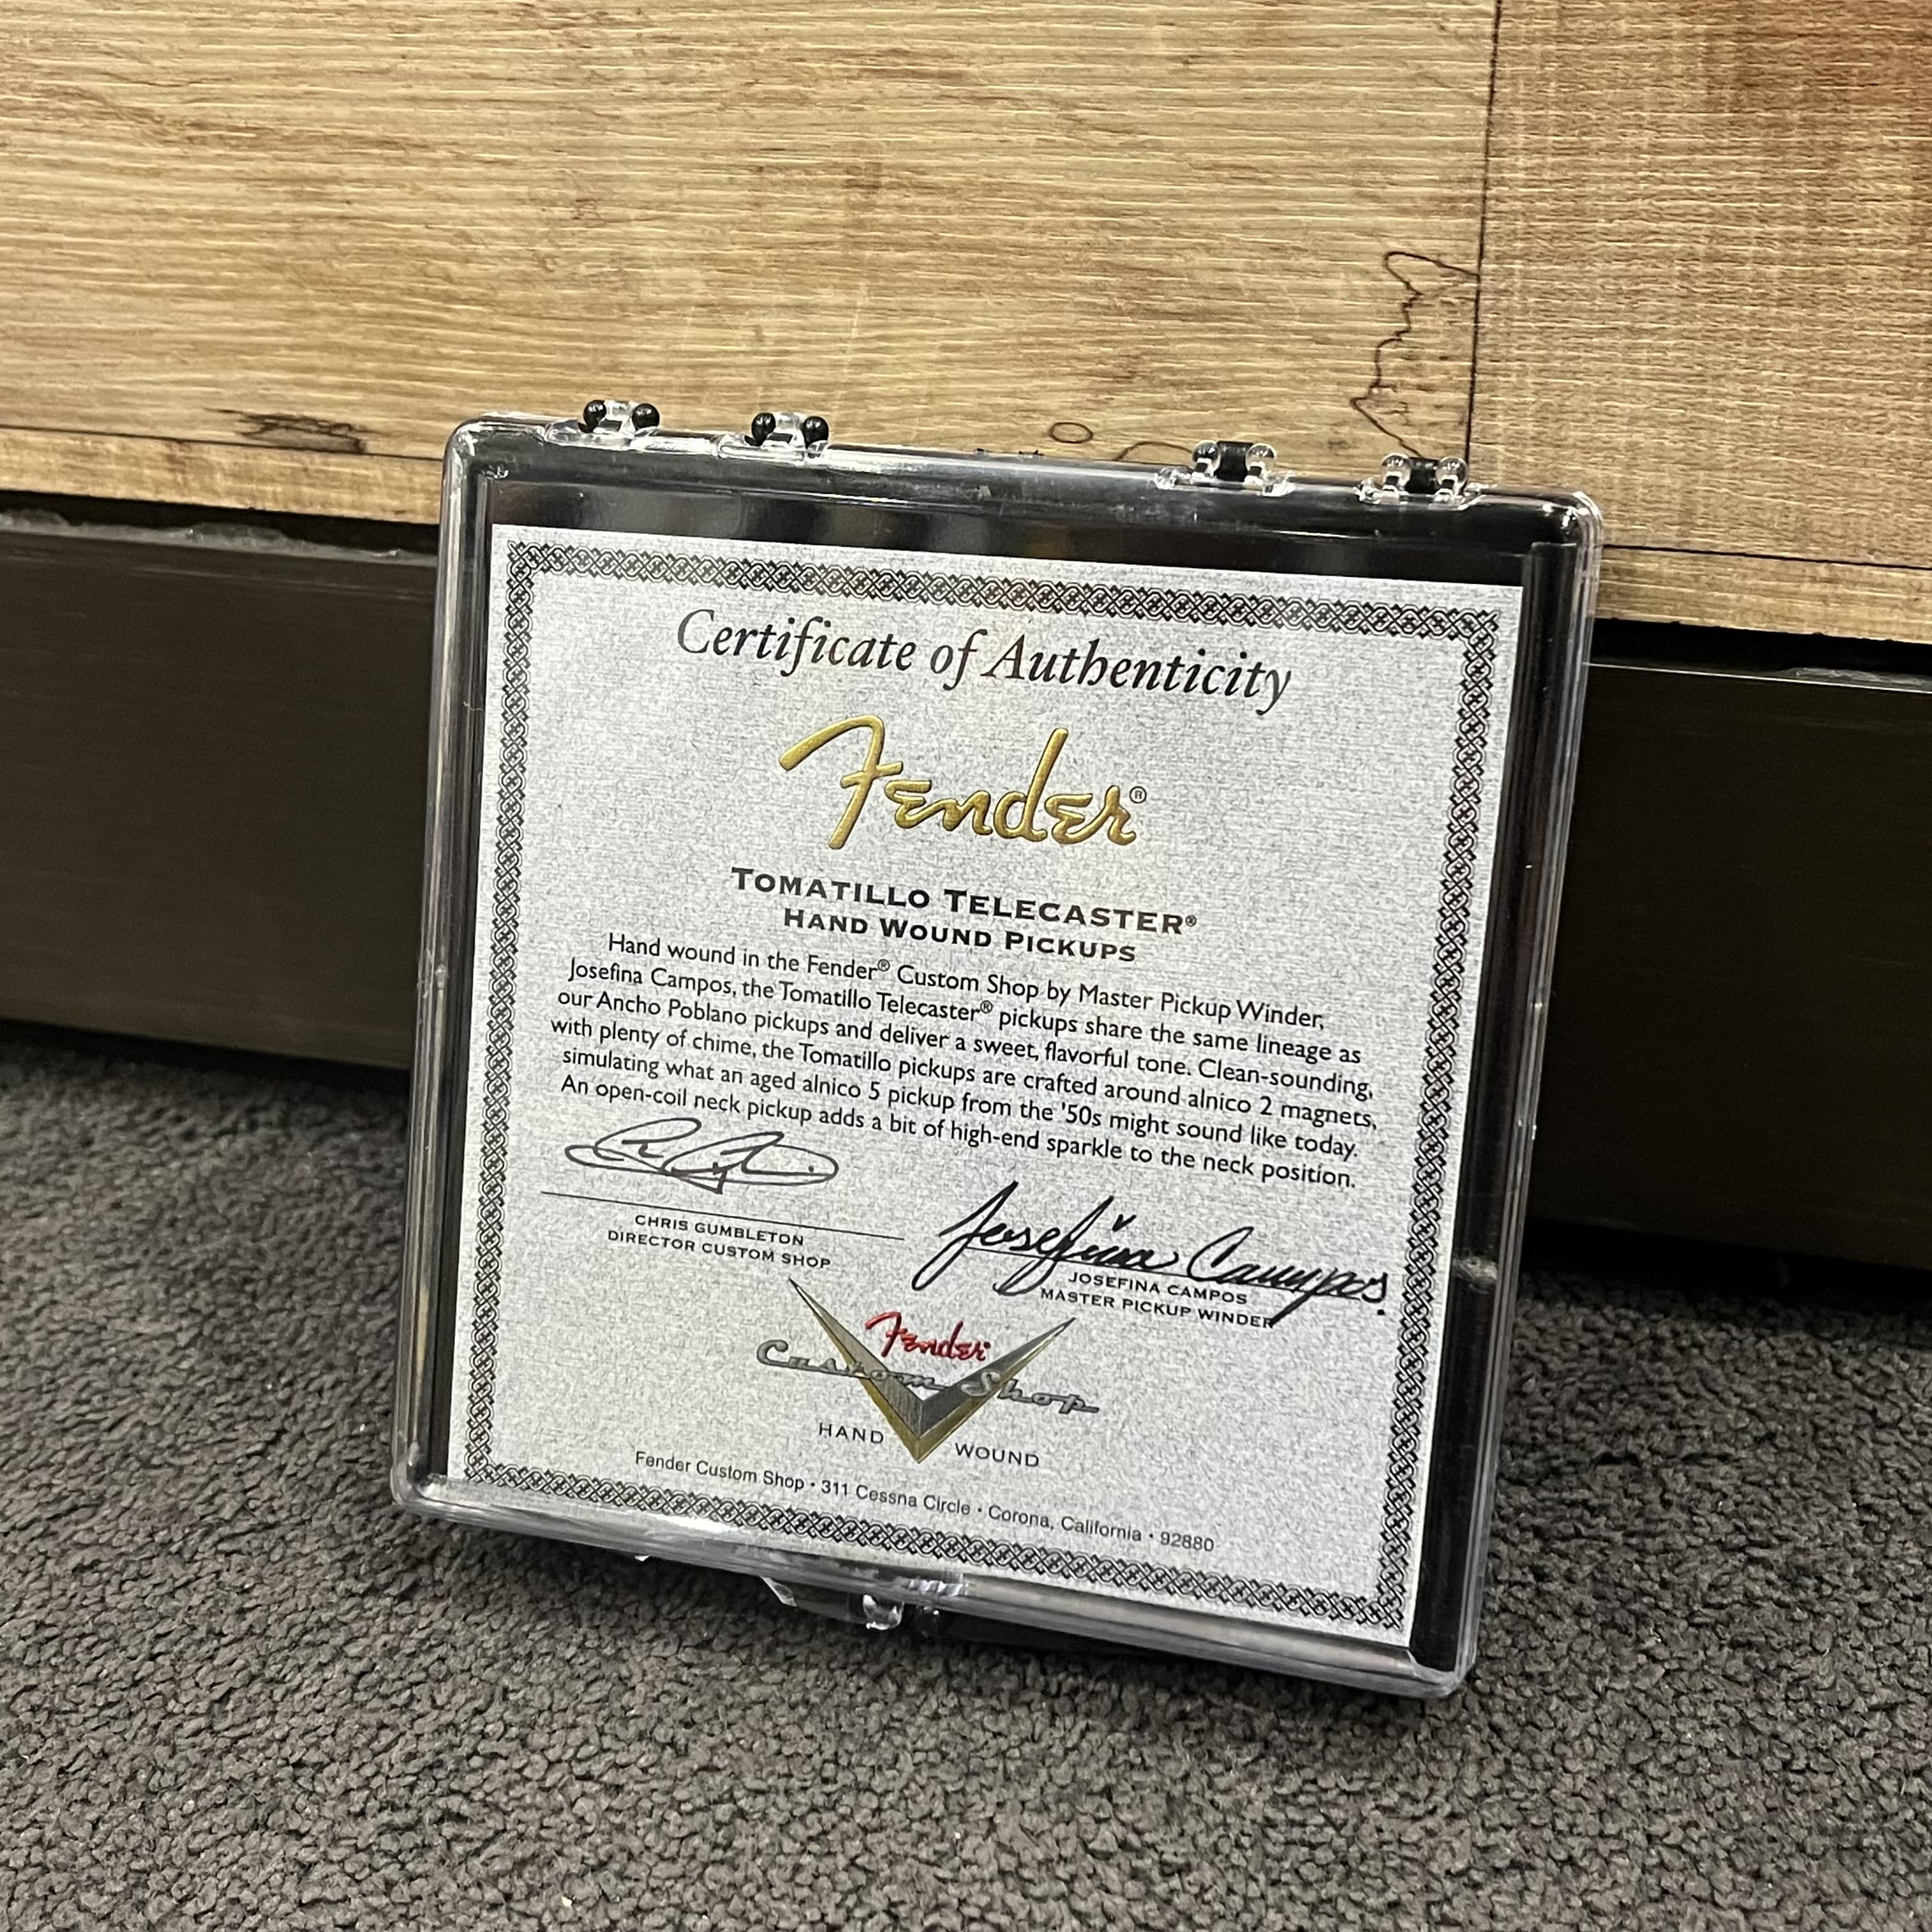 Certificate of Authenticity
Fender®
TOMATILLO TELECASTER®
HAND WOUND PICKUPS
Hand wound in the Fender® Custom Shop by Master Pickup Winder,
Josefina Campos, the Tomatillo Telecaster® pickups share the same lineage as
our Ancho Poblano pickups and deliver a sweet, flavorful tone. Clean-sounding,
with plenty of chime, the Tomatillo pickups are crafted around alnico 2 magnets,
simulating what an aged alnico 5 pickup from the '50s might sound like today.
An open-coil neck pickup adds a bit of high-end sparkle to the neck position.
CHRIS GUMBLETON
DIRECTOR CUSTOM SHOP
Josefina Campos
JOSEFINA CAMPOS
MASTER PICKUP WINDER
Fender®
Custom Shop
HAND WOUND
Fender Custom Shop • 311 Cessna Circle • Corona, California • 92880